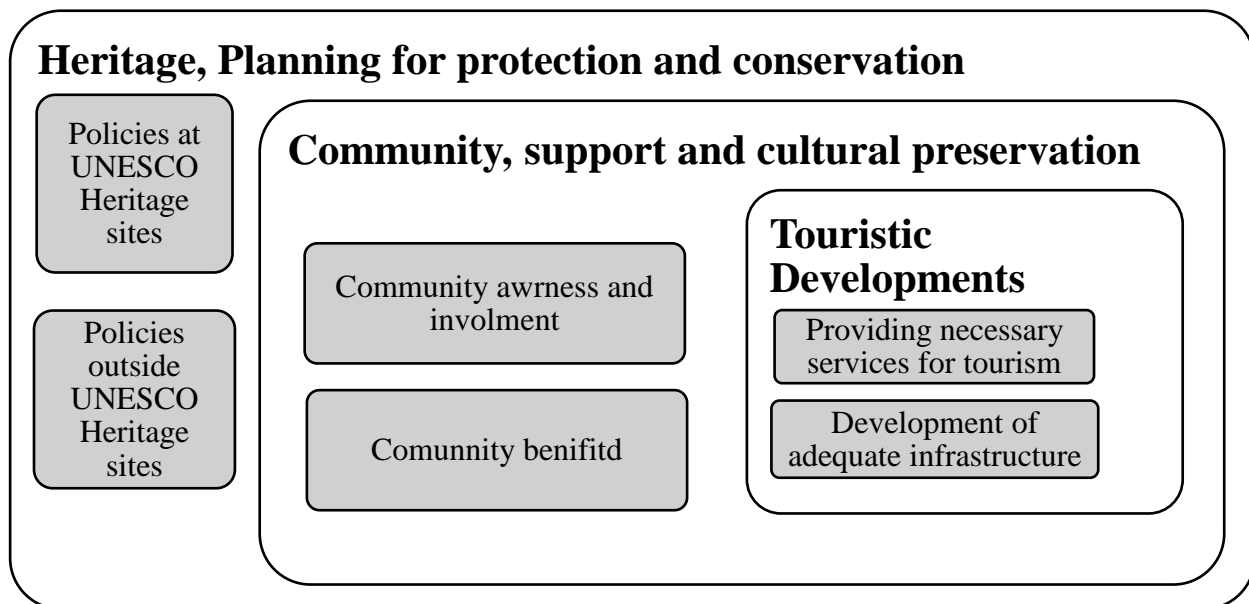 Heritage, Planning for protection and conservation
Policies at
UNESCO
Heritage
sites
Policies
outside
UNESCO
Heritage
sites
Community, support and cultural preservation
Community awrness and
involment
Comunnity benifitd
Touristic
Developments
Providing necessary
services for tourism
Development of
adequate infrastructure